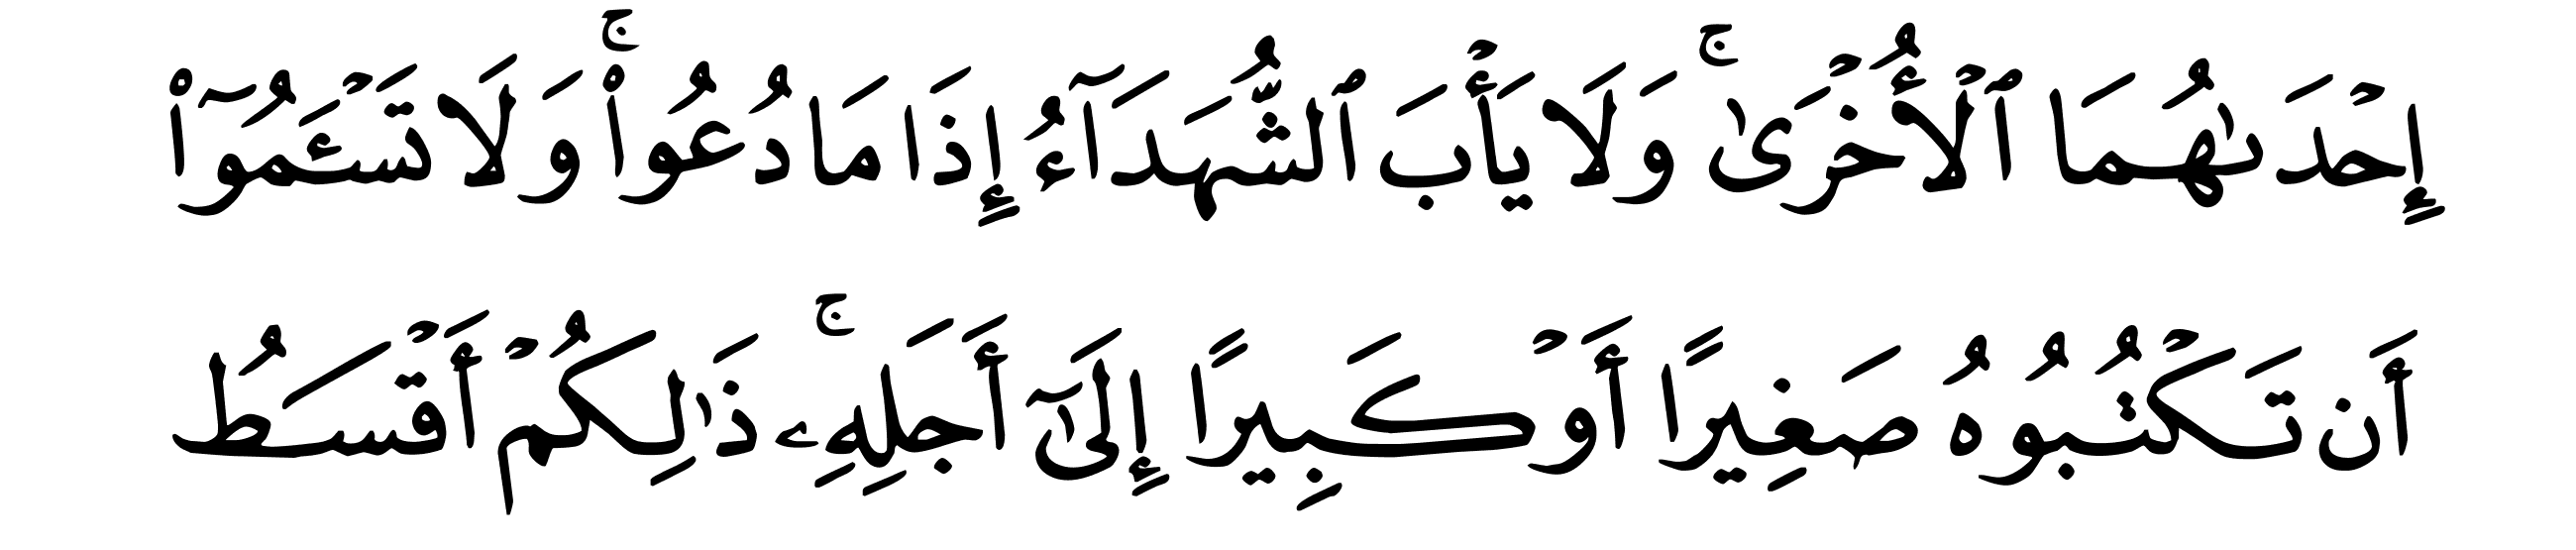 إِحۡدَىٰهُمَا ٱلۡأُخۡرَىٰۚ وَلَا يَأۡبَ ٱلشُّهَدَآءُ إِذَا مَا دُعُواْۚ وَلَا تَسۡـَٔمُوٓاْ
أَن تَكۡتُبُوهُ صَغِيرًا أَوۡ كَبِيرًا إِلَىٰٓ أَجَلِهِۦۚ ذَٰلِكُمۡ أَقۡسَطُ